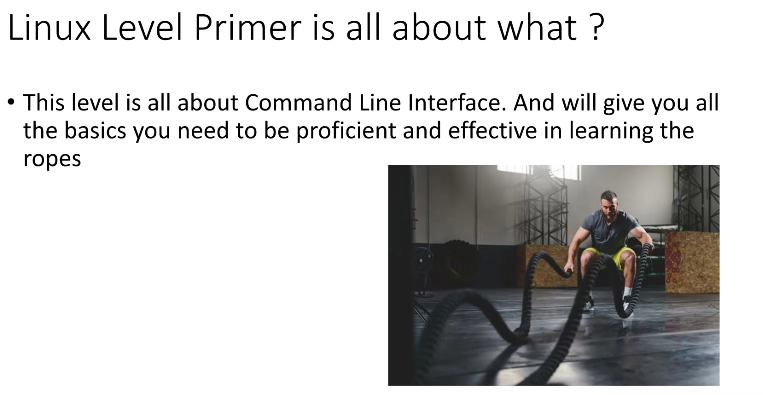 Linux Level Primer is all about what ?
• This level is all about Command Line Interface. And will give you all
the basics you need to be proficient and effective in learning the
ropes